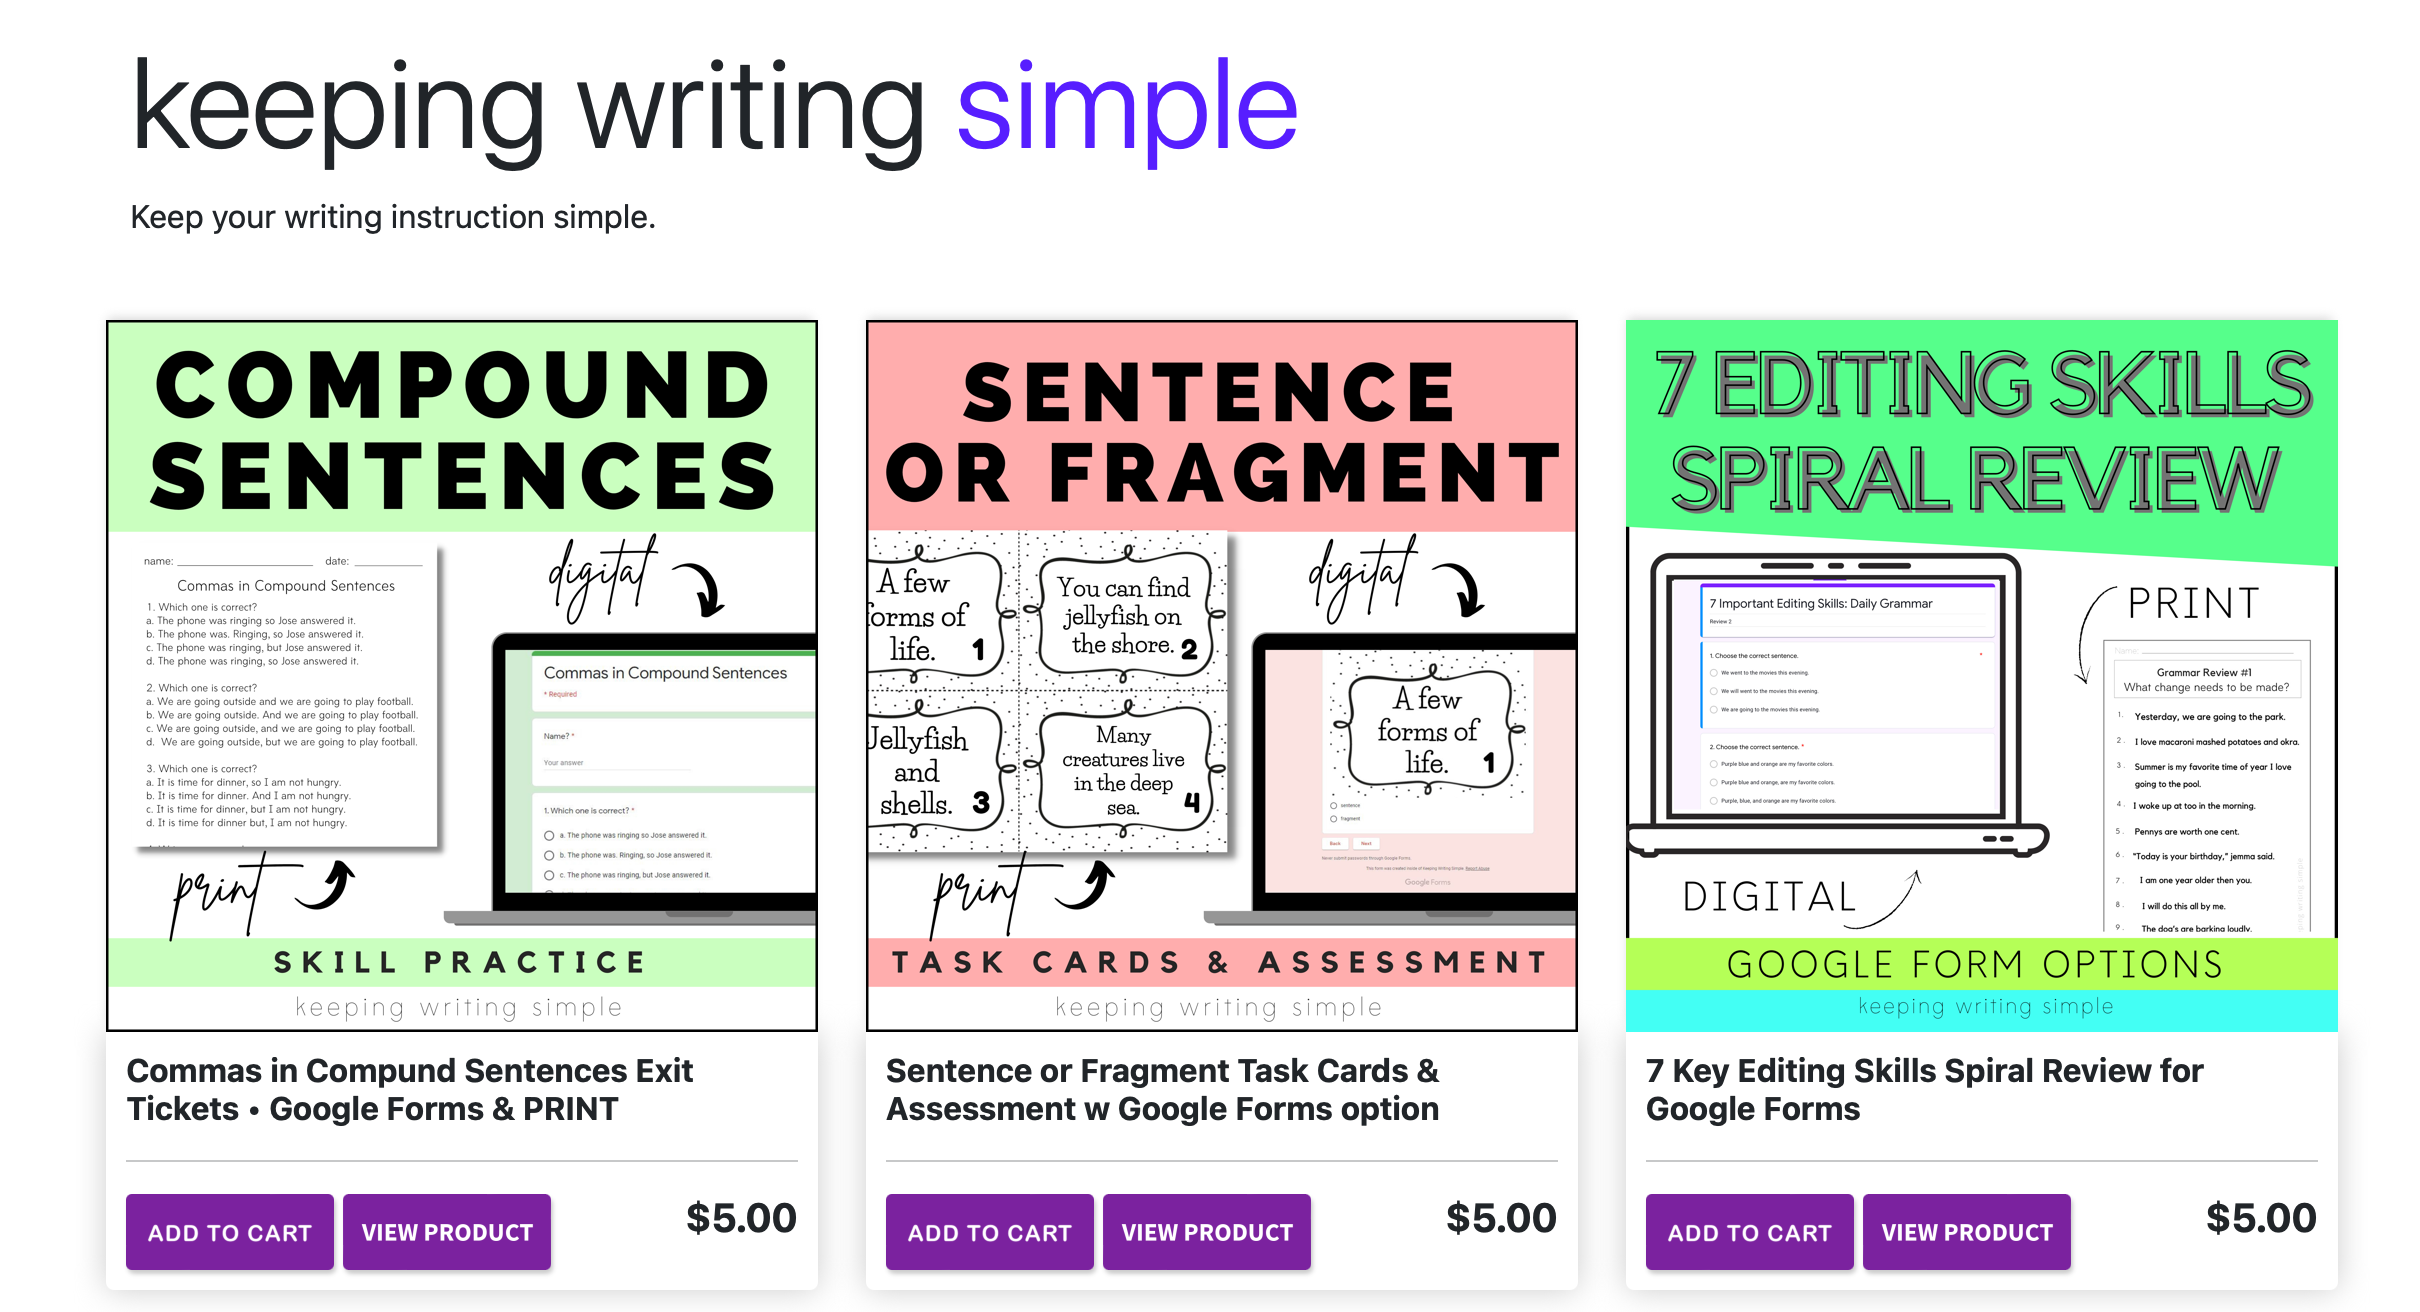 keeping writing simple
Keep your writing instruction simple.
COMPOUND
SENTENCES
name: date:
Commas in Compound Sentences
1. Which one is correct?
a. The phone was ringing so Jose answered it.
b. The phone was. Ringing, so Jose answered it.
c. The phone was ringing, but Jose answered it.
d. The phone was ringing, so Jose answered it.
2. Which one is correct?
a. We are going outside and we are going to play football.
b. We are going outside. And we are going to play football.
c. We are going outside, and we are going to play football.
d. We are going outside, but we are going to play football.
3. Which one is correct?
a. It is time for dinner, so I am not hungry.
b. It is time for dinner. And I am not hungry.
c. It is time for dinner, but I am not hungry.
d. It is time for dinner but, I am not hungry.
digital
Commas in Compound Sentences
* Required
Name? *
Your answer
1. Which one is correct? *
a. The phone was ringing so Jose answered it.
b. The phone was. Ringing, so Jose answered it.
c. The phone was ringing, but Jose answered it.
print
SKILL PRACTICE
keeping writing simple
Commas in Compund Sentences Exit
Tickets • Google Forms & PRINT
ADD TO CART
VIEW PRODUCT
$5.00
SENTENCE
OR FRAGMENT
A few
forms of
life. 1
You can find
jellyfish on
the shore. 2
Jellyfish
and
shells. 3
Many
creatures live
in the deep
sea. 4
digital
A few
forms of
life. 1
sentence
fragment
Back Next
Never submit passwords through Google Forms.
This form was created inside of Keeping Writing Simple. Report Abuse
Google Forms
print
TASK CARDS & ASSESSMENT
keeping writing simple
Sentence or Fragment Task Cards &
Assessment w Google Forms option
ADD TO CART
VIEW PRODUCT
$5.00
7 EDITING SKILLS
SPIRAL REVIEW
7 Important Editing Skills: Daily Grammar
Review 2
1. Choose the correct sentence. *
We went to the movies this evening.
We will went to the movies this evening.
We are going to the movies this evening.
2. Choose the correct sentence. *
Purple blue and orange are my favorite colors.
Purple blue and orange, are my favorite colors.
Purple, blue, and orange are my favorite colors.
PRINT
Name:
Grammar Review #1
What change needs to be made?
1. Yesterday, we are going to the park.
2. I love macaroni mashed potatoes and okra.
3. Summer is my favorite time of year I love
going to the pool.
4. I woke up at too in the morning.
5. Pennys are worth one cent.
6. "Today is your birthday," jemma said.
7. I am one year older then you.
8. I will do this all by me.
9. The dog's are barking loudly.
DIGITAL
GOOGLE FORM OPTIONS
keeping writing simple
7 Key Editing Skills Spiral Review for
Google Forms
ADD TO CART
VIEW PRODUCT
$5.00